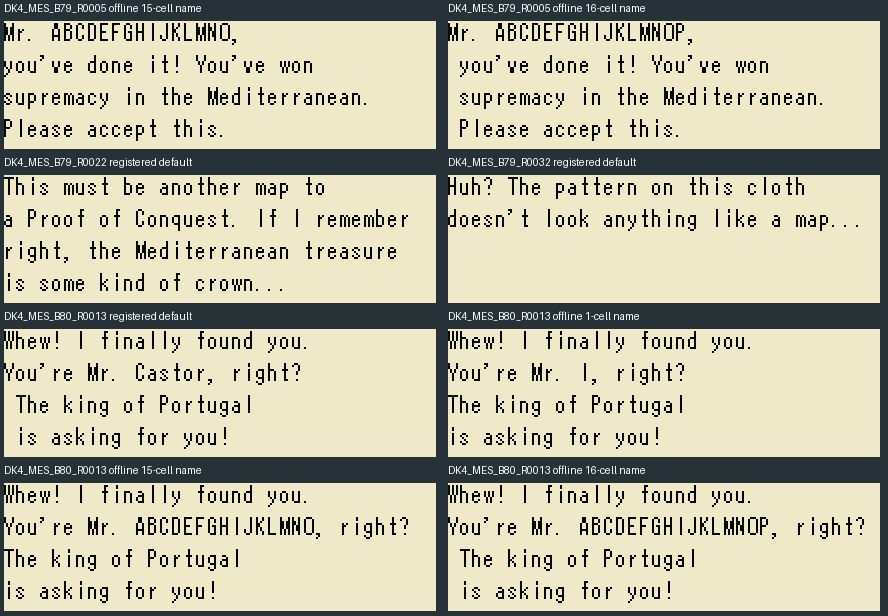 DK4_MES_B79_R0005 offline 15-cell name
Mr. ABCDEFGHIJKLMNO,
you've done it! You've won
supremacy in the Mediterranean.
Please accept this.
DK4_MES_B79_R0005 offline 16-cell name
Mr. ABCDEFGHIJKLMNOP,
you've done it! You've won
supremacy in the Mediterranean.
Please accept this.
DK4_MES_B79_R0022 registered default
This must be another map to
a Proof of Conquest. If I remember
right, the Mediterranean treasure
is some kind of crown...
DK4_MES_B79_R0032 registered default
Huh? The pattern on this cloth
doesn't look anything like a map...
DK4_MES_B80_R0013 registered default
Whew! I finally found you.
You're Mr. Castor, right?
The king of Portugal
is asking for you!
DK4_MES_B80_R0013 offline 1-cell name
Whew! I finally found you.
You're Mr. I, right?
The king of Portugal
is asking for you!
DK4_MES_B80_R0013 offline 15-cell name
Whew! I finally found you.
You're Mr. ABCDEFGHIJKLMNO, right?
The king of Portugal
is asking for you!
DK4_MES_B80_R0013 offline 16-cell name
Whew! I finally found you.
You're Mr. ABCDEFGHIJKLMNOP, right?
The king of Portugal
is asking for you!